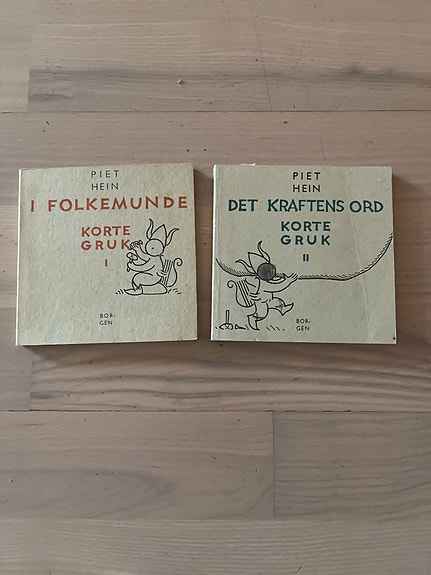 PIET
HEIN
I FOLKEMUNDE
KORTE
GRUK
I
BOR-
GEN
PIET
HEIN
DET KRAFTENS ORD
KORTE
GRUK
II
BOR-
GEN